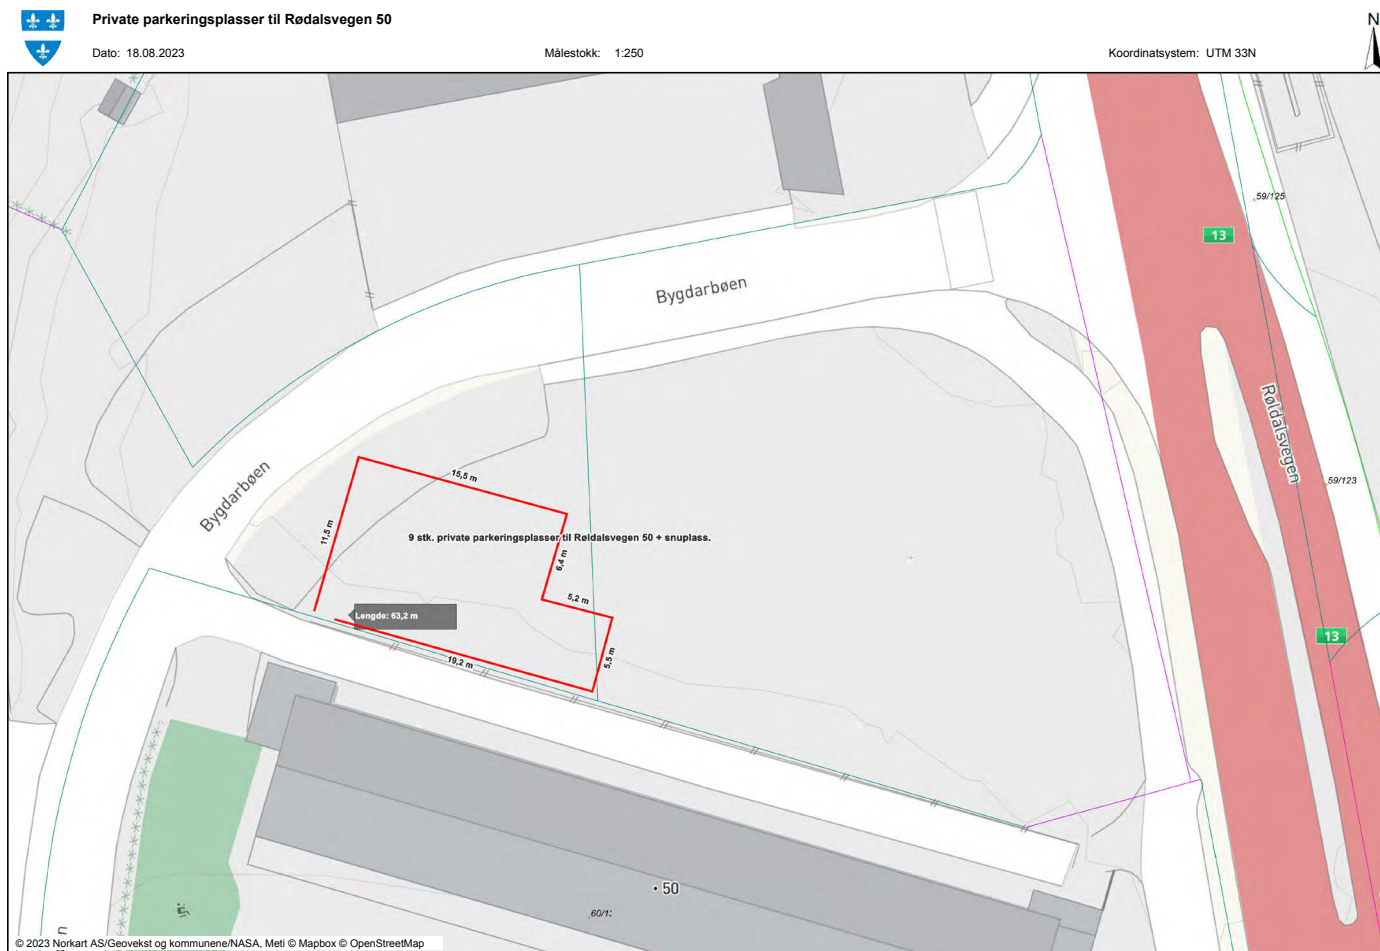 Private parkeringsplasser til Rødalsvegen 50
N
Dato: 18.08.2023
Målestokk: 1:250
Koordinatsystem: UTM 33N
59/125
13
Bygdarbøen
Røldalsvegen
Bygdarbøen
15,5 m
59/123
11,5 m
9 stk. private parkeringsplasser til Røldalsvegen 50 + snuplass.
6,4 m
5,2 m
Lengde: 63,2 m
13
19,2 m
5,5 m
50
60/1
n
© 2023 Norkart AS/Geovekst og kommunene/NASA, Meti © Mapbox © OpenStreetMap